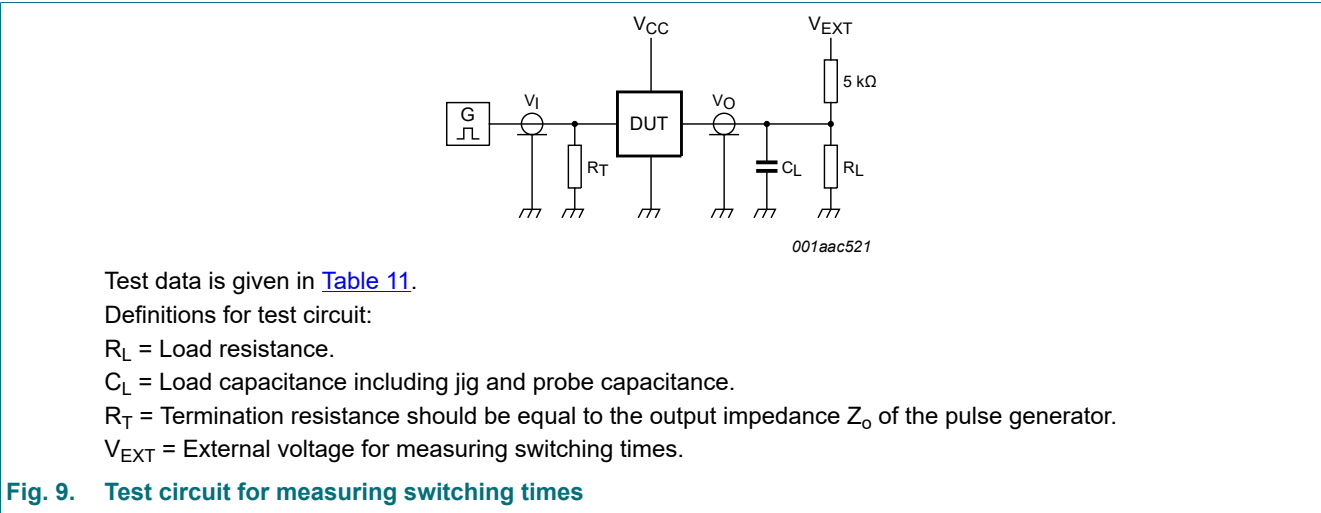 VCC
VEXT
5 kΩ
G
VI
DUT
VO
RT
CL
RL
001aac521
Test data is given in Table 11.
Definitions for test circuit:
RL = Load resistance.
CL = Load capacitance including jig and probe capacitance.
RT = Termination resistance should be equal to the output impedance Zo of the pulse generator.
VEXT = External voltage for measuring switching times.
Fig. 9. Test circuit for measuring switching times